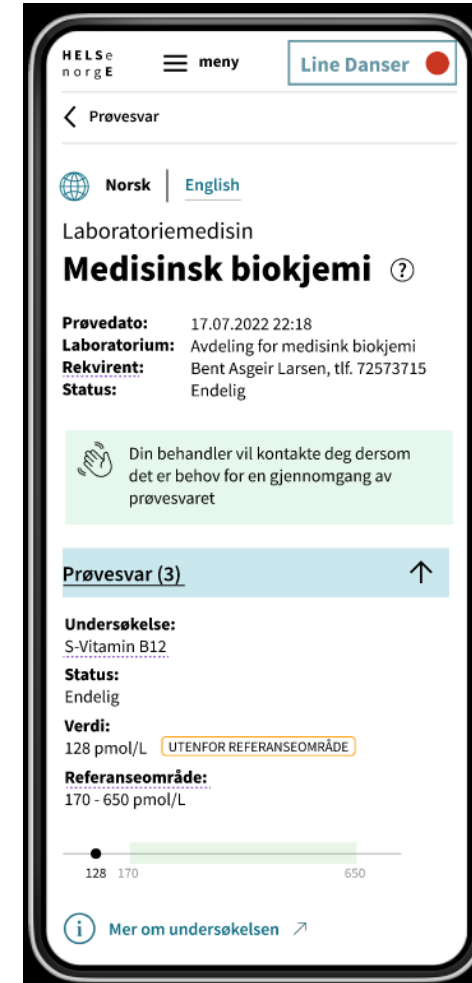 HELSe
norgE
meny
Line Danser
Prøvesvar
Norsk
English
Laboratoriemedisin
Medisinsk biokjemi ?
Prøvedato: 17.07.2022 22:18
Laboratorium: Avdeling for medisink biokjemi
Rekvirent: Bent Asgeir Larsen, tlf. 72573715
Status: Endelig
Din behandler vil kontakte deg dersom
det er behov for en gjennomgang av
prøvesvaret
Prøvesvar (3)
Undersøkelse:
S-Vitamin B12
Status:
Endelig
Verdi:
128 pmol/L UTENFOR REFERANSEOMRÅDE
Referanseområde:
170 - 650 pmol/L
128 170 650
i Mer om undersøkelsen